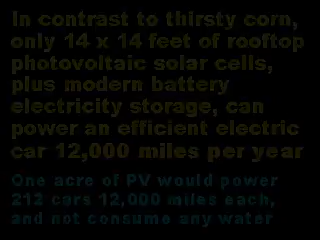 In contrast to thirsty corn,
only 14 x 14 feet of rooftop
photovoltaic solar cells,
plus modern battery
electricity storage, can
power an efficient electric
car 12,000 miles per year
One acre of PV would power
212 cars 12,000 miles each,
and not consume any water